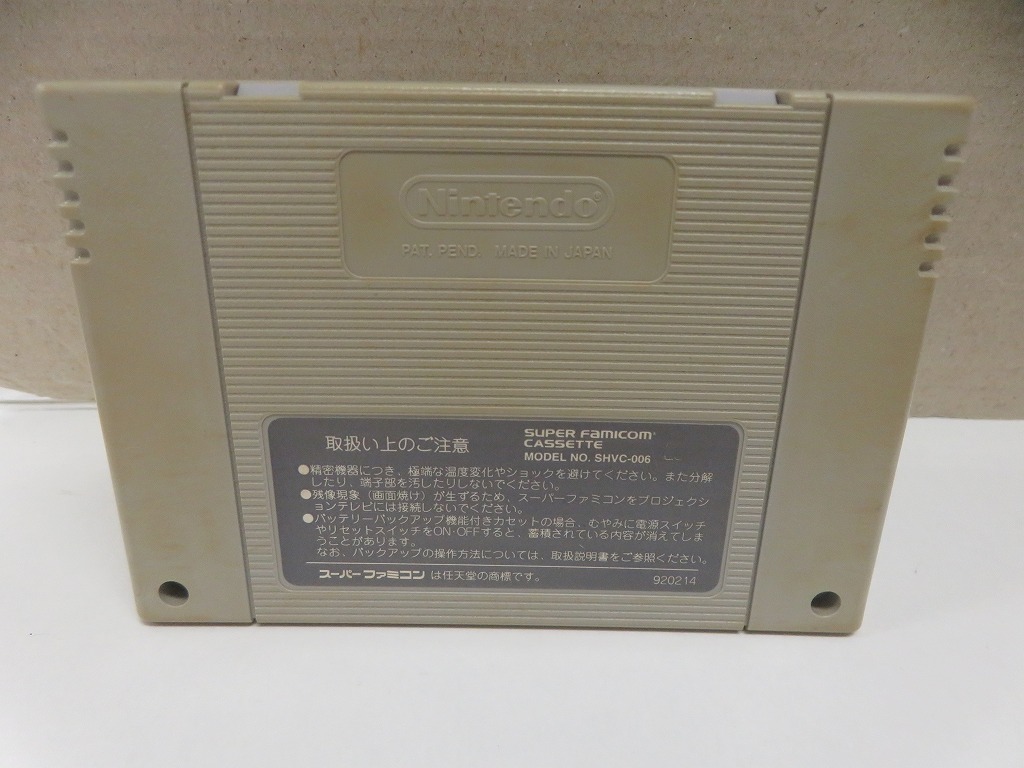 Nintendo®
PAT. PEND. MADE IN JAPAN
取扱い上のご注意
SUPER FAMICOM®
CASSETTE
MODEL NO. SHVC-006
●精密機器につき、極端な温度変化やショックを避けてください。また分解
したり、端子部を汚したりしないでください。
●残像現象（画面焼け）が生ずるため、スーパーファミコンをプロジェクシ
ョンテレビには接続しないでください。
●バッテリーバックアップ機能付きカセットの場合、むやみに電源スイッチ
やリセットスイッチをON・OFFすると、蓄積されている内容が消えてしま
うことがあります。
なお、バックアップの操作方法については、取扱説明書をご参照ください。
スーパーファミコン は任天堂の商標です。
920214